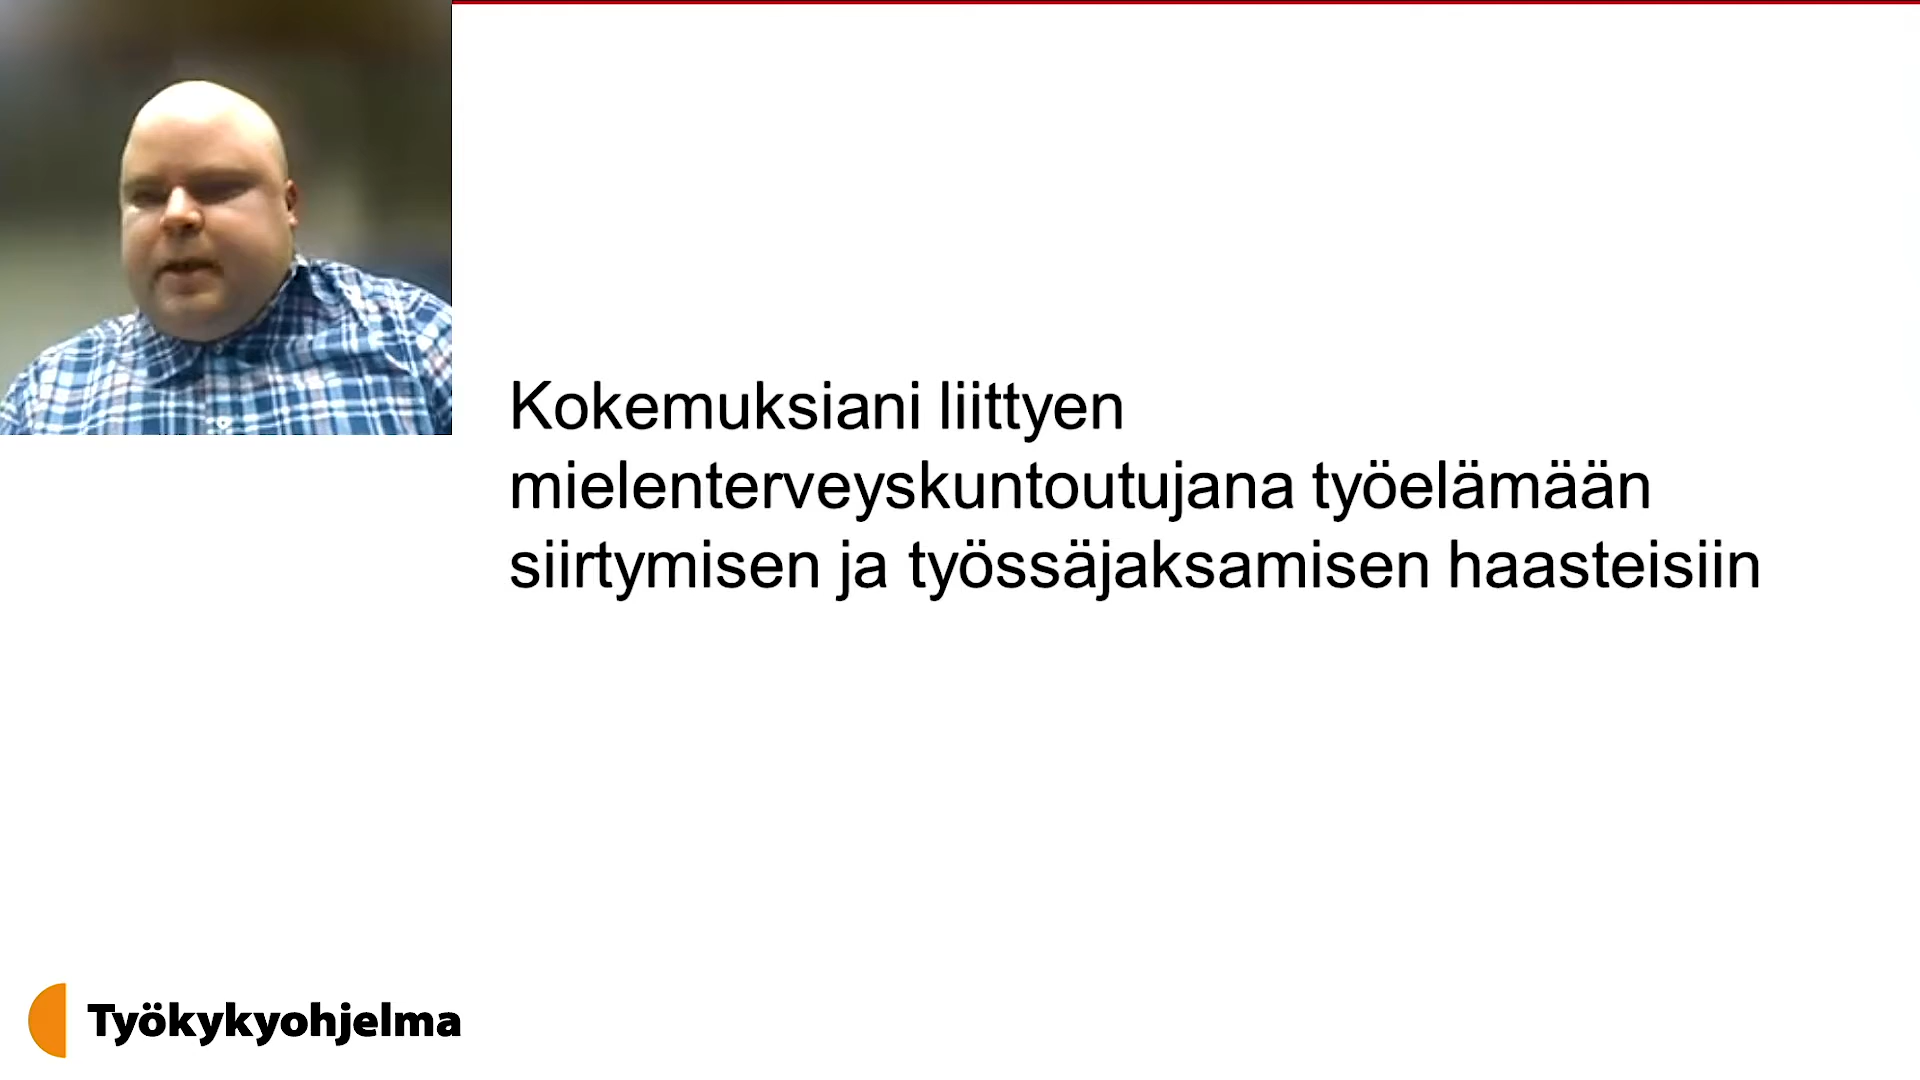 Kokemuksiani liittyen
mielenterveyskuntoutujana työelämään
siirtymisen ja työssäjaksamisen haasteisiin
Työkykyohjelma